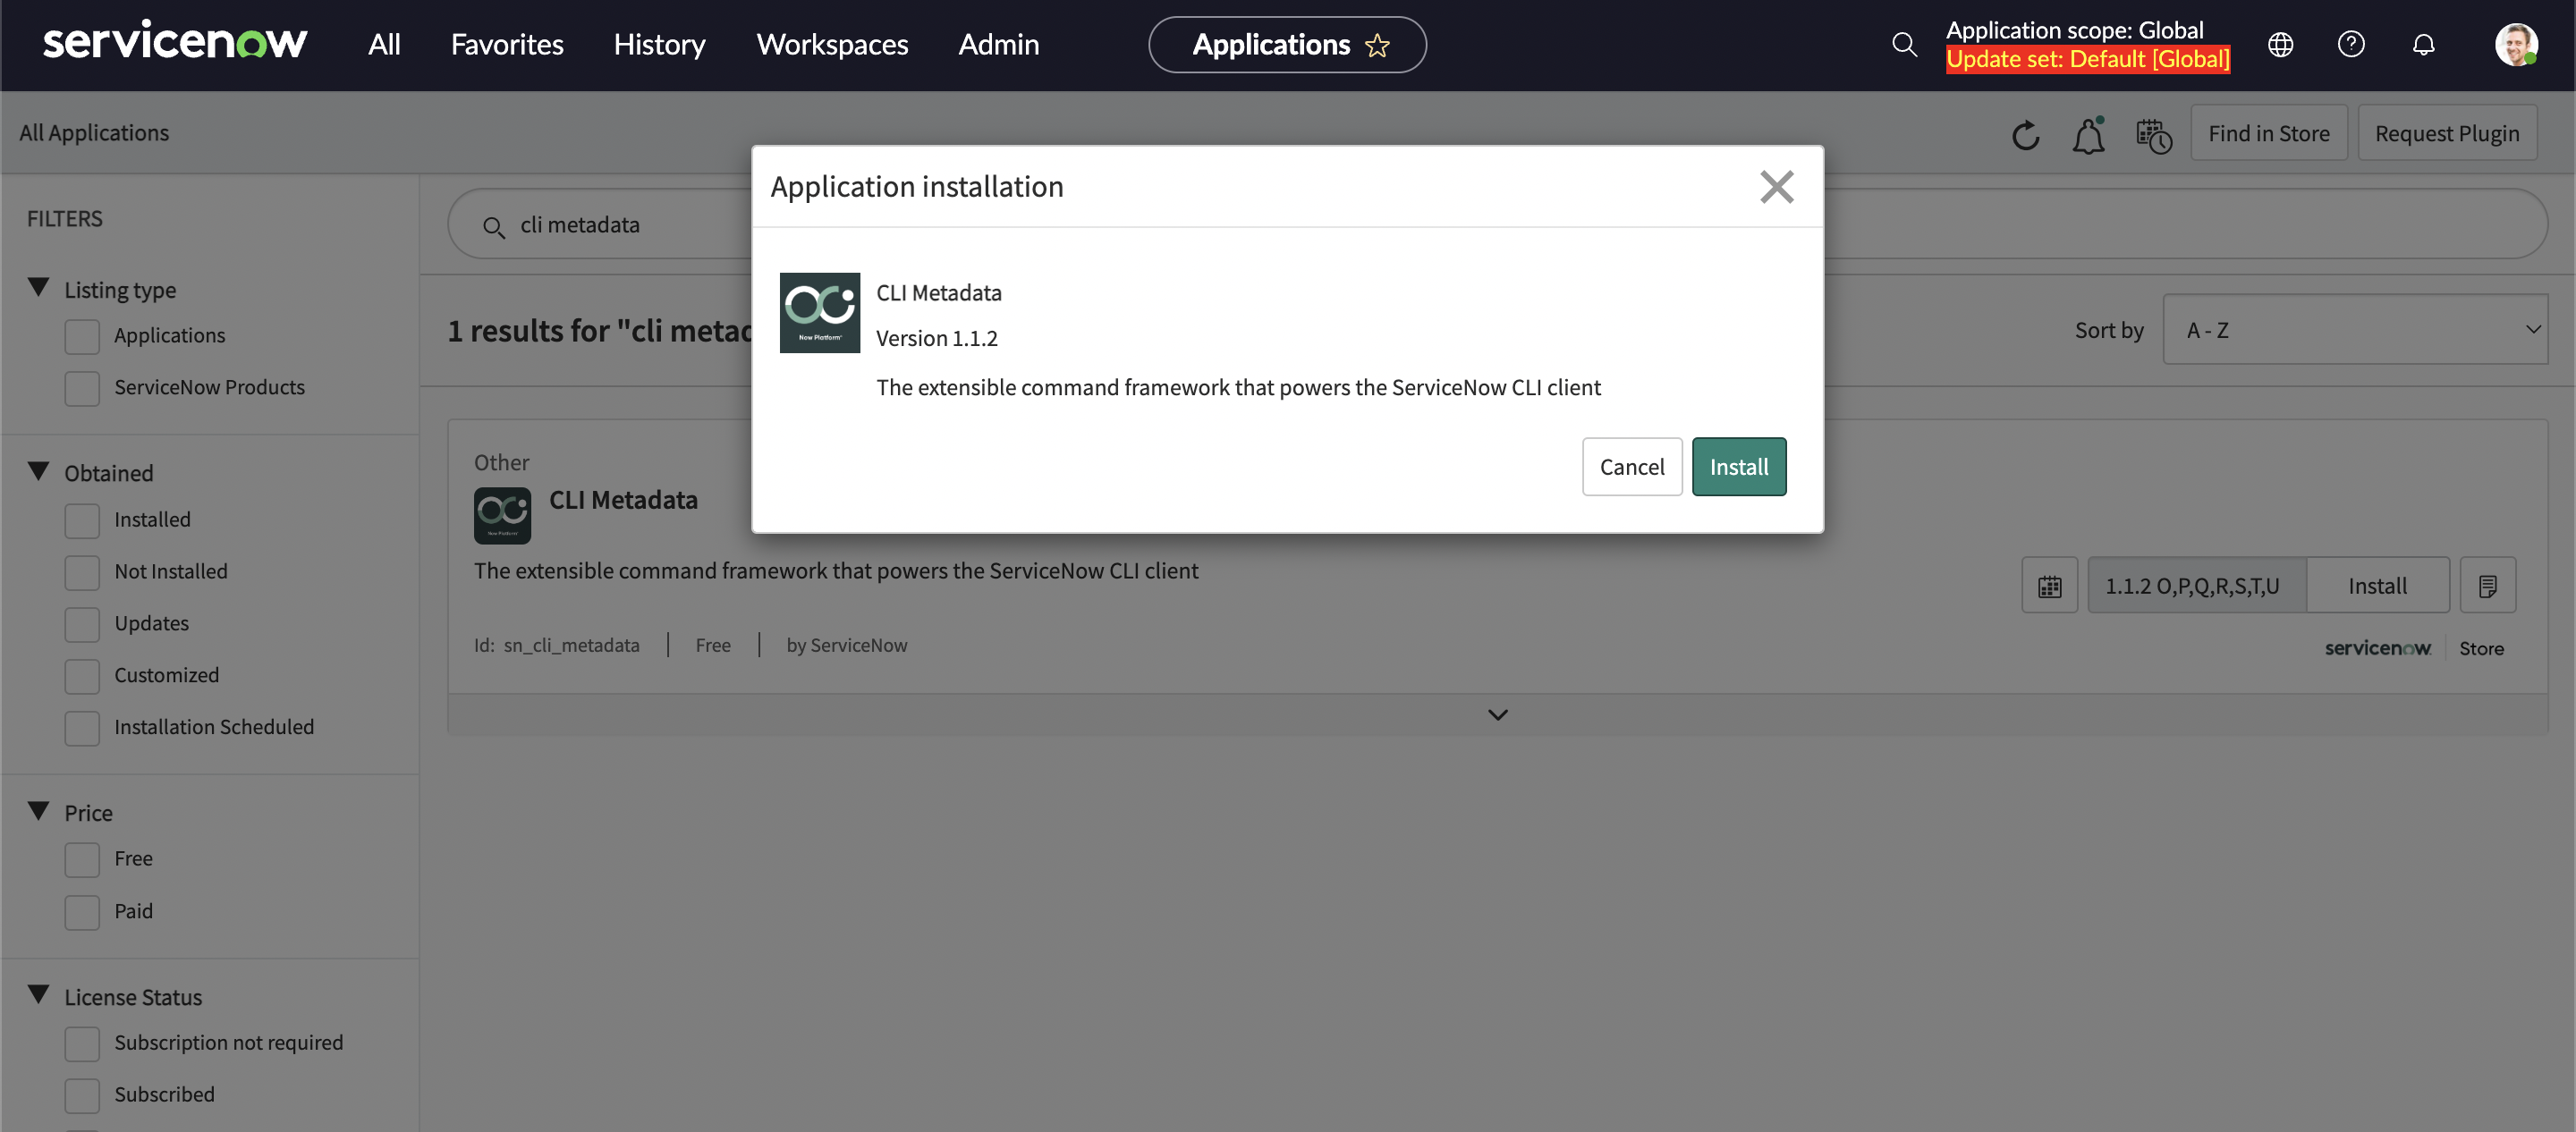 servicenow
All
Favorites
History
Workspaces
Admin
Applications
Application scope: Global
Update set: Default [Global]
All Applications
Find in Store
Request Plugin
FILTERS
Listing type
Applications
ServiceNow Products
Obtained
Installed
Not Installed
Updates
Customized
Installation Scheduled
Price
Free
Paid
License Status
Subscription not required
Subscribed
cli metadata
1 results for "cli metad
Sort by
A - Z
Application installation
Now Platform
CLI Metadata
Version 1.1.2
The extensible command framework that powers the ServiceNow CLI client
Cancel
Install
Other
Now Platform
CLI Metadata
The extensible command framework that powers the ServiceNow CLI client
1.1.2 O,P,Q,R,S,T,U
Install
Id: sn_cli_metadata
Free
by ServiceNow
servicenow
Store